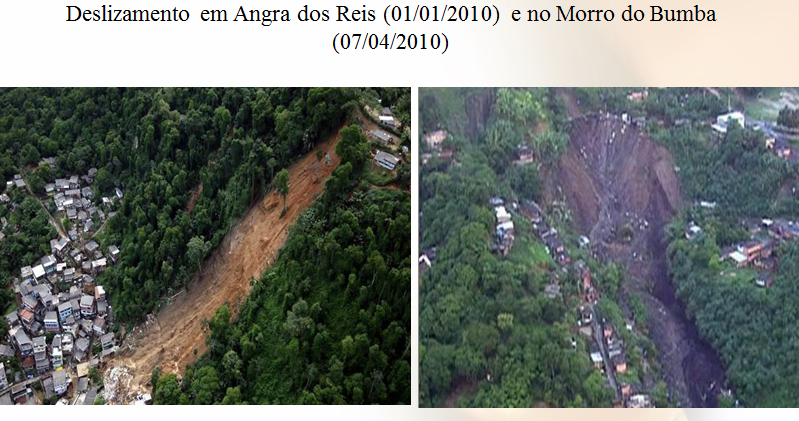 Deslizamento em Angra dos Reis (01/01/2010) e no Morro do Bumba
(07/04/2010)